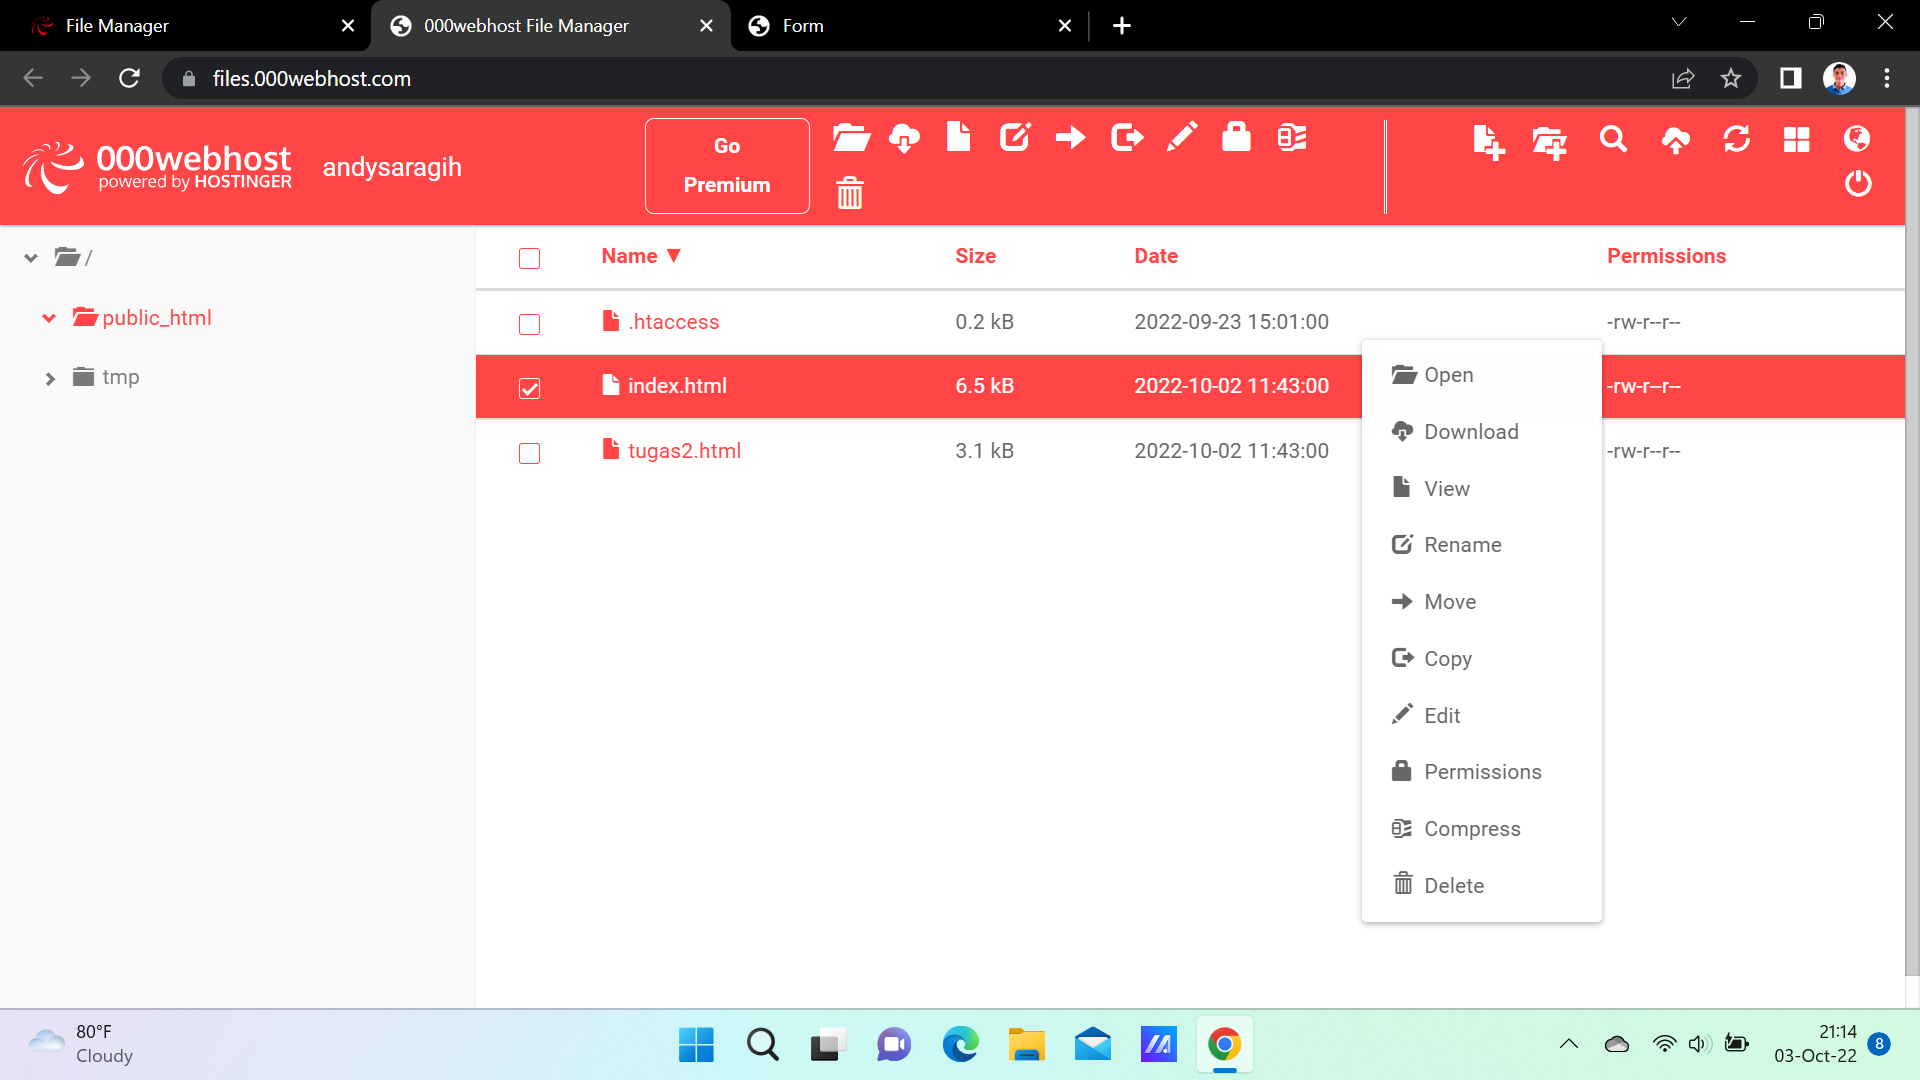 File Manager
000webhost File Manager
Form
files.000webhost.com
000webhost
powered by HOSTINGER
andysaragih
Go
Premium
/
public_html
tmp
Name ▼ Size Date Permissions
.htaccess 0.2 kB 2022-09-23 15:01:00 -rw-r--r--
index.html 6.5 kB 2022-10-02 11:43:00 -rw-r--r--
tugas2.html 3.1 kB 2022-10-02 11:43:00 -rw-r--r--
Open
Download
View
Rename
Move
Copy
Edit
Permissions
Compress
Delete
80°F
Cloudy
21:14
03-Oct-22
8